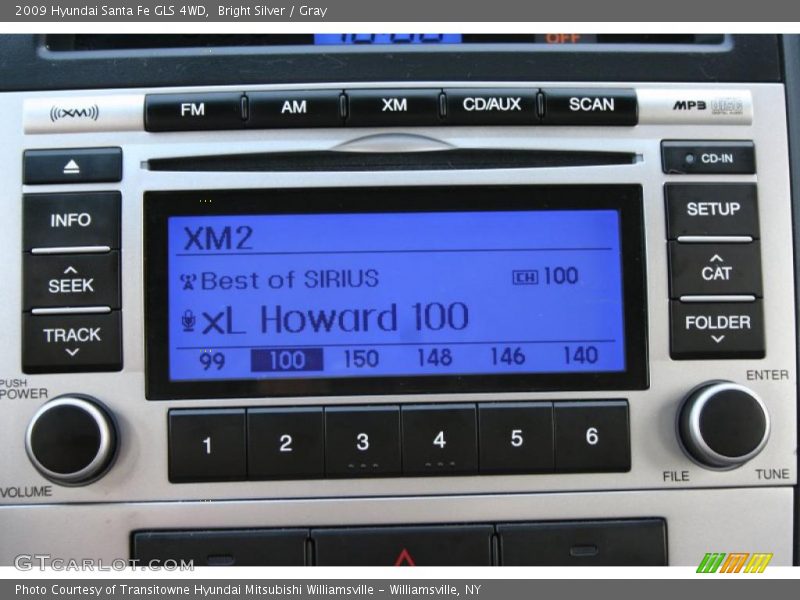 2009 Hyundai Santa Fe GLS 4WD, Bright Silver / Gray
OFF
((XM))
FM AM XM CD/AUX SCAN
MP3
CD-IN
INFO
SEEK
TRACK
SETUP
CAT
FOLDER
XM2
Best of SIRIUS CH 100
xL Howard 100
99 100 150 148 146 140
PUSH
POWER
VOLUME
ENTER
FILE
TUNE
1 2 3 4 5 6
GTCARLOT.COM
Photo Courtesy of Transitowne Hyundai Mitsubishi Williamsville - Williamsville, NY